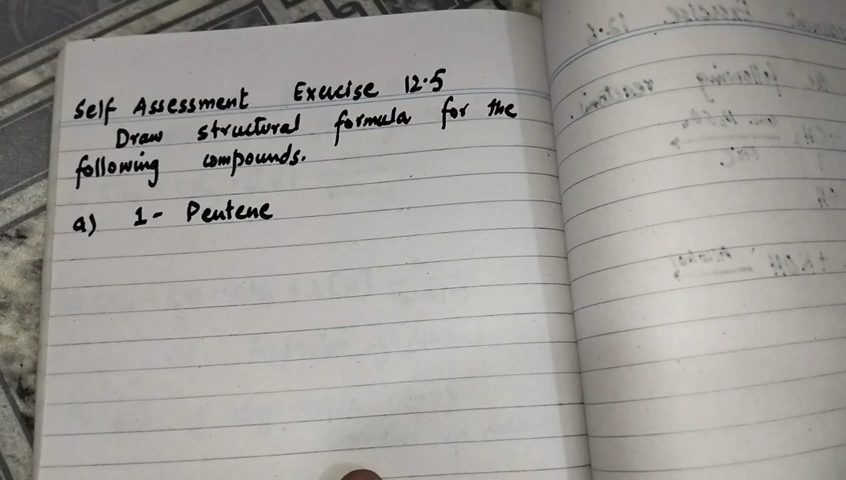 Self Assessment Exercise 12.5
Draw structural formula for the
following compounds.
a) 1- Pentene